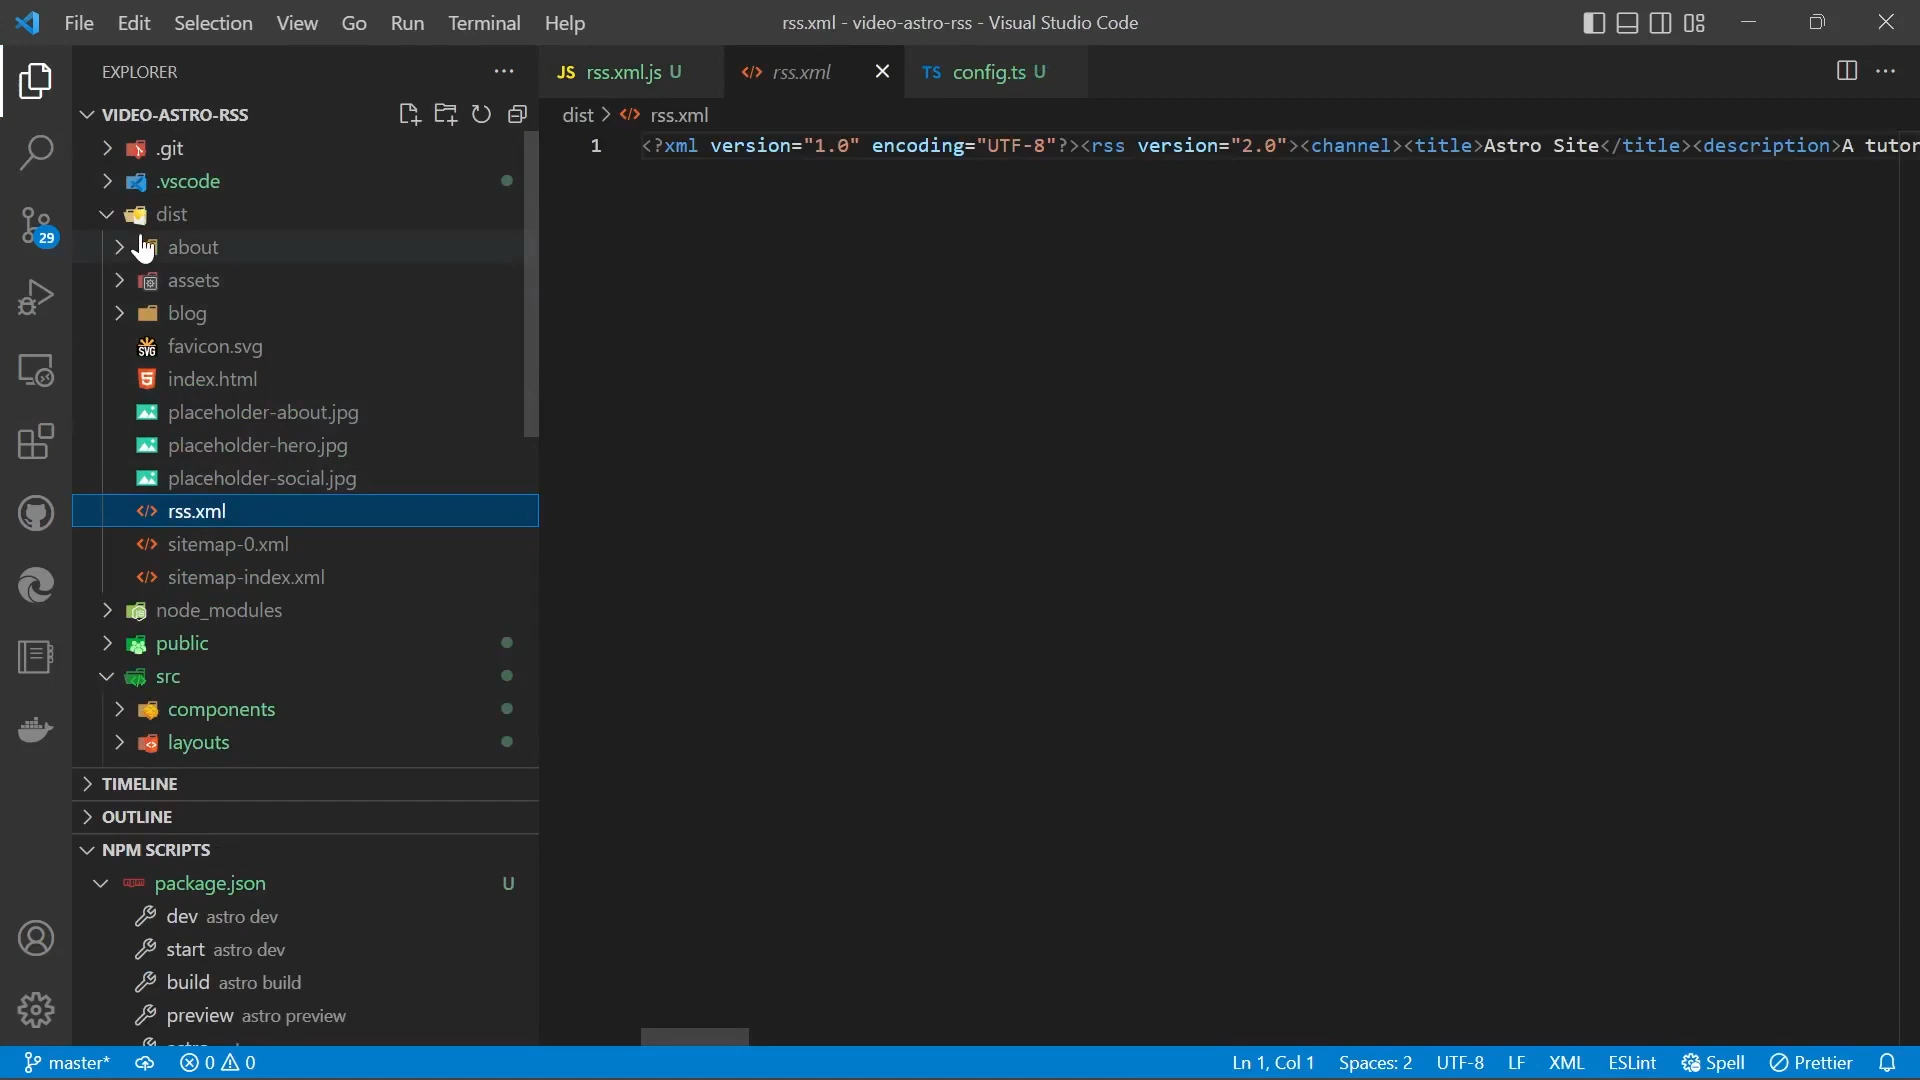 File Edit Selection View Go Run Terminal Help
rss.xml - video-astro-rss - Visual Studio Code
EXPLORER
VIDEO-ASTRO-RSS
.git
.vscode
dist
about
assets
blog
SVG favicon.svg
index.html
placeholder-about.jpg
placeholder-hero.jpg
placeholder-social.jpg
rss.xml
sitemap-0.xml
sitemap-index.xml
node_modules
public
src
components
layouts
TIMELINE
OUTLINE
NPM SCRIPTS
package.json U
dev astro dev
start astro dev
build astro build
preview astro preview
29
JS rss.xml.js U
rss.xml
TS config.ts U
dist > rss.xml
1 <?xml version="1.0" encoding="UTF-8"?><rss version="2.0"><channel><title>Astro Site</title><description>A tutor
master* 0 0
Ln 1, Col 1 Spaces: 2 UTF-8 LF XML ESLint Spell Prettier